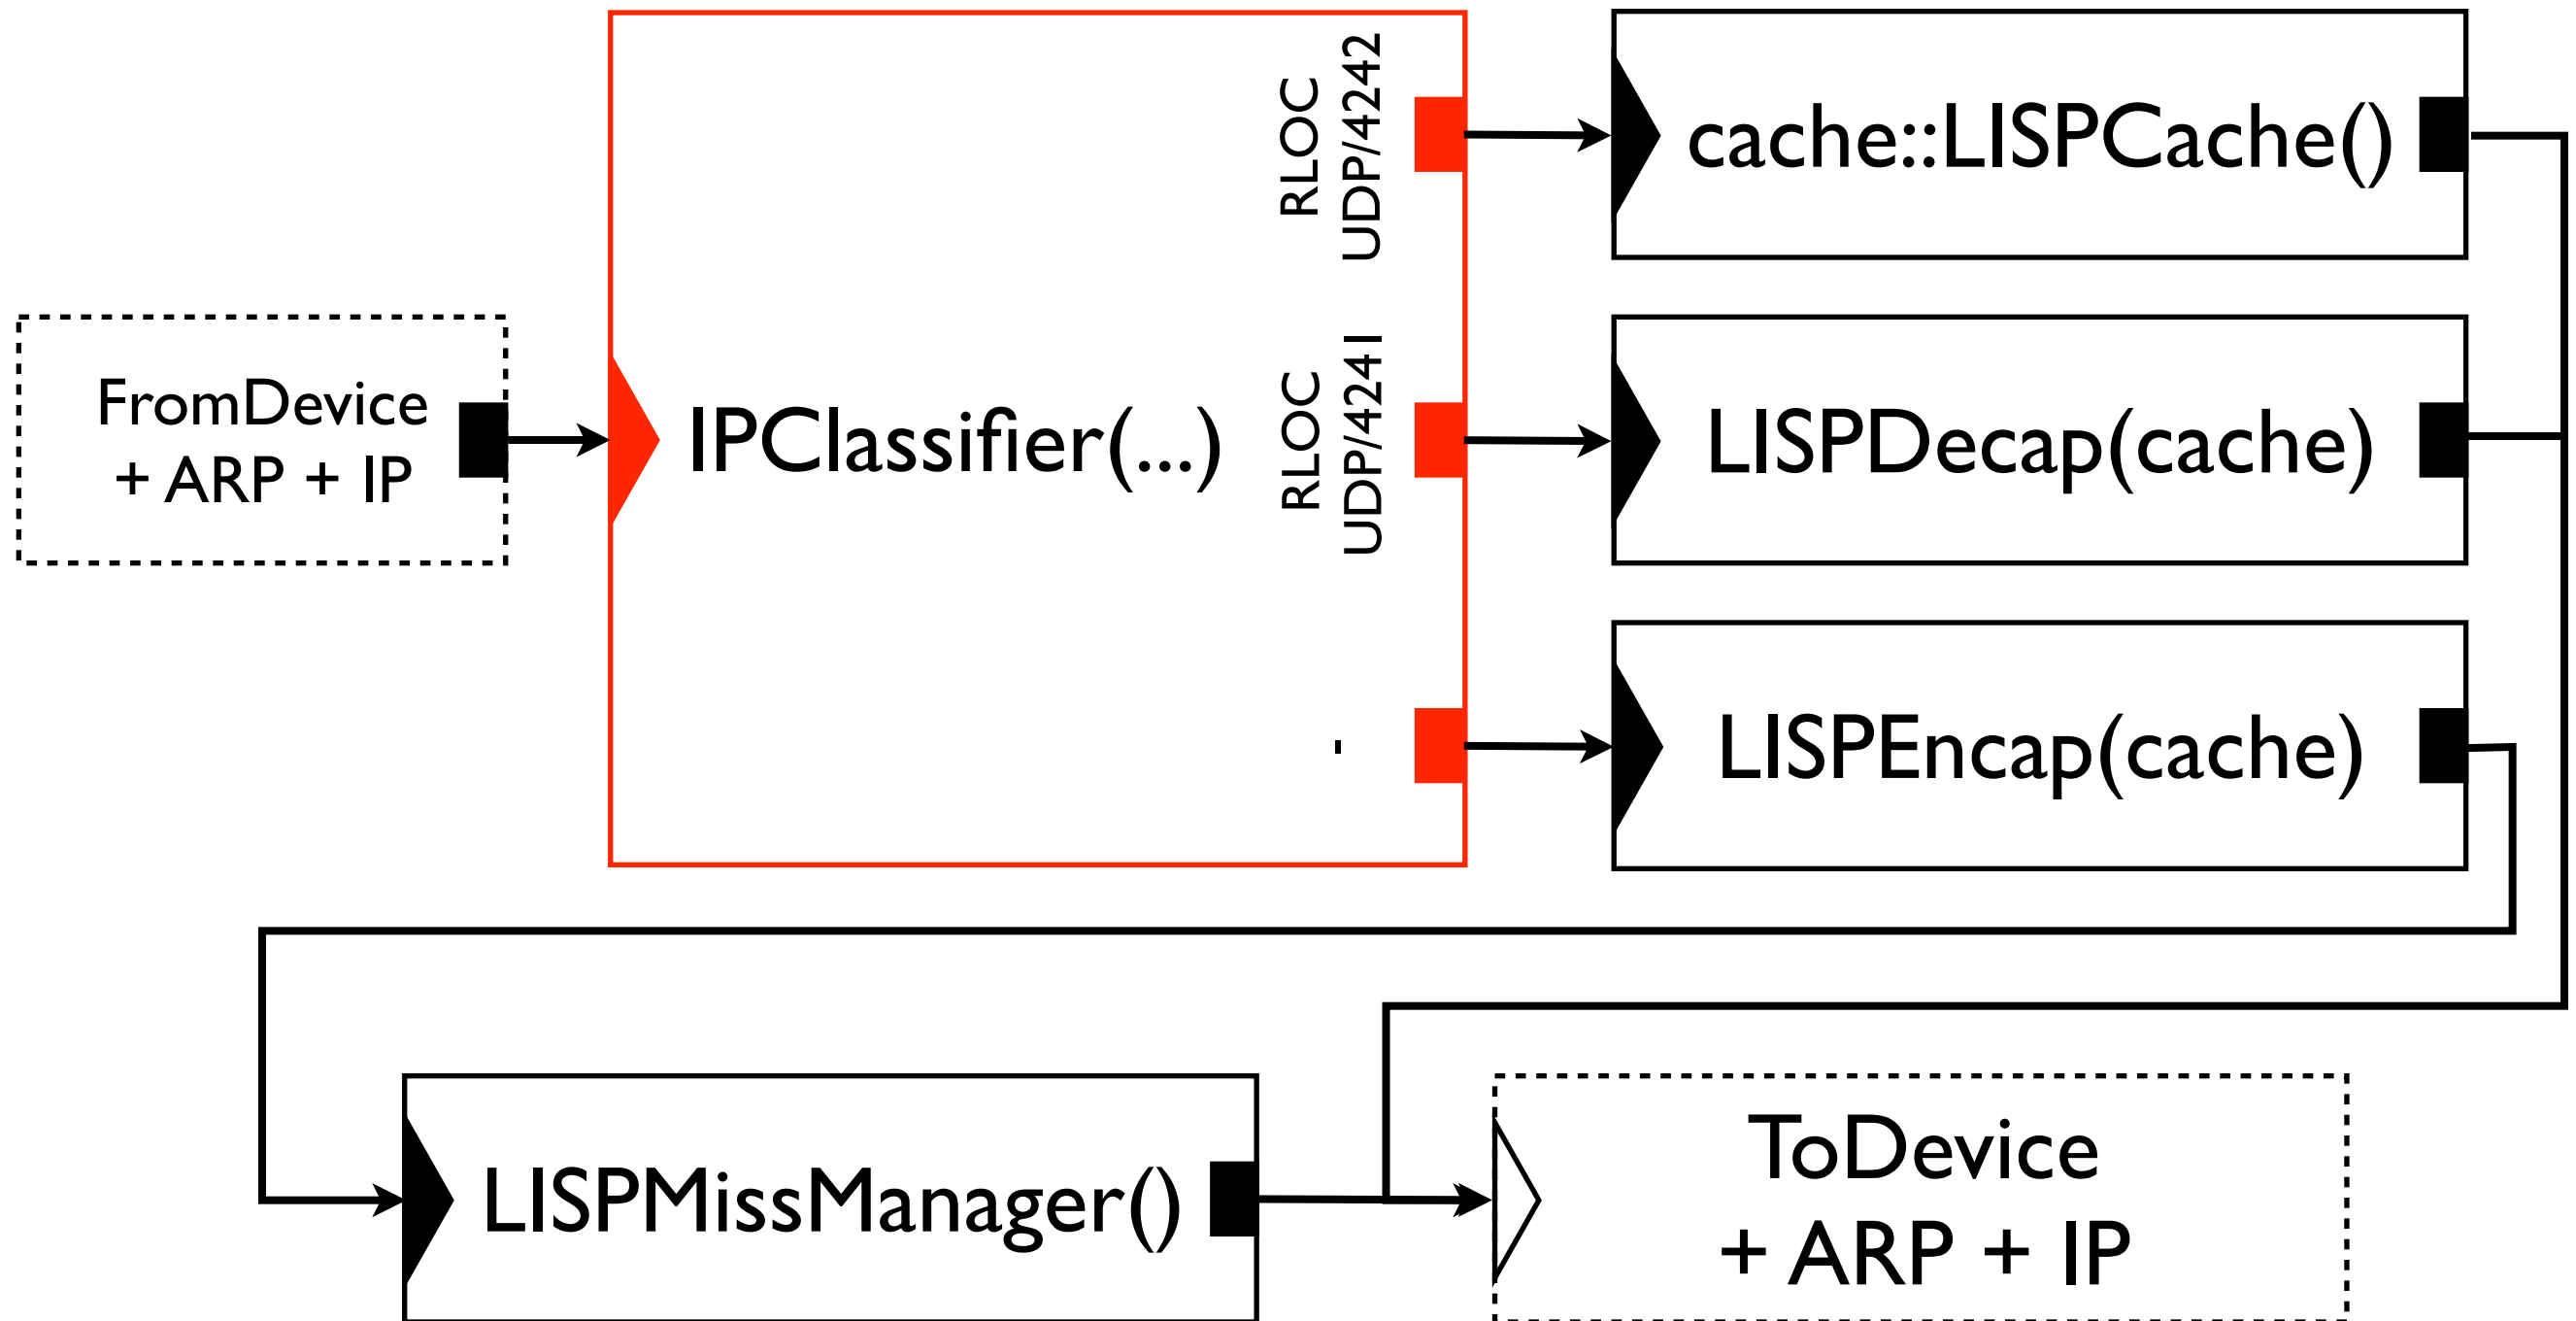 RLOC
UDP/4242
cache::LISPCache()
FromDevice
+ ARP + IP
IPClassifier(...)
RLOC
UDP/4241
LISPDecap(cache)
-
LISPEncap(cache)
LISPMissManager()
ToDevice
+ ARP + IP